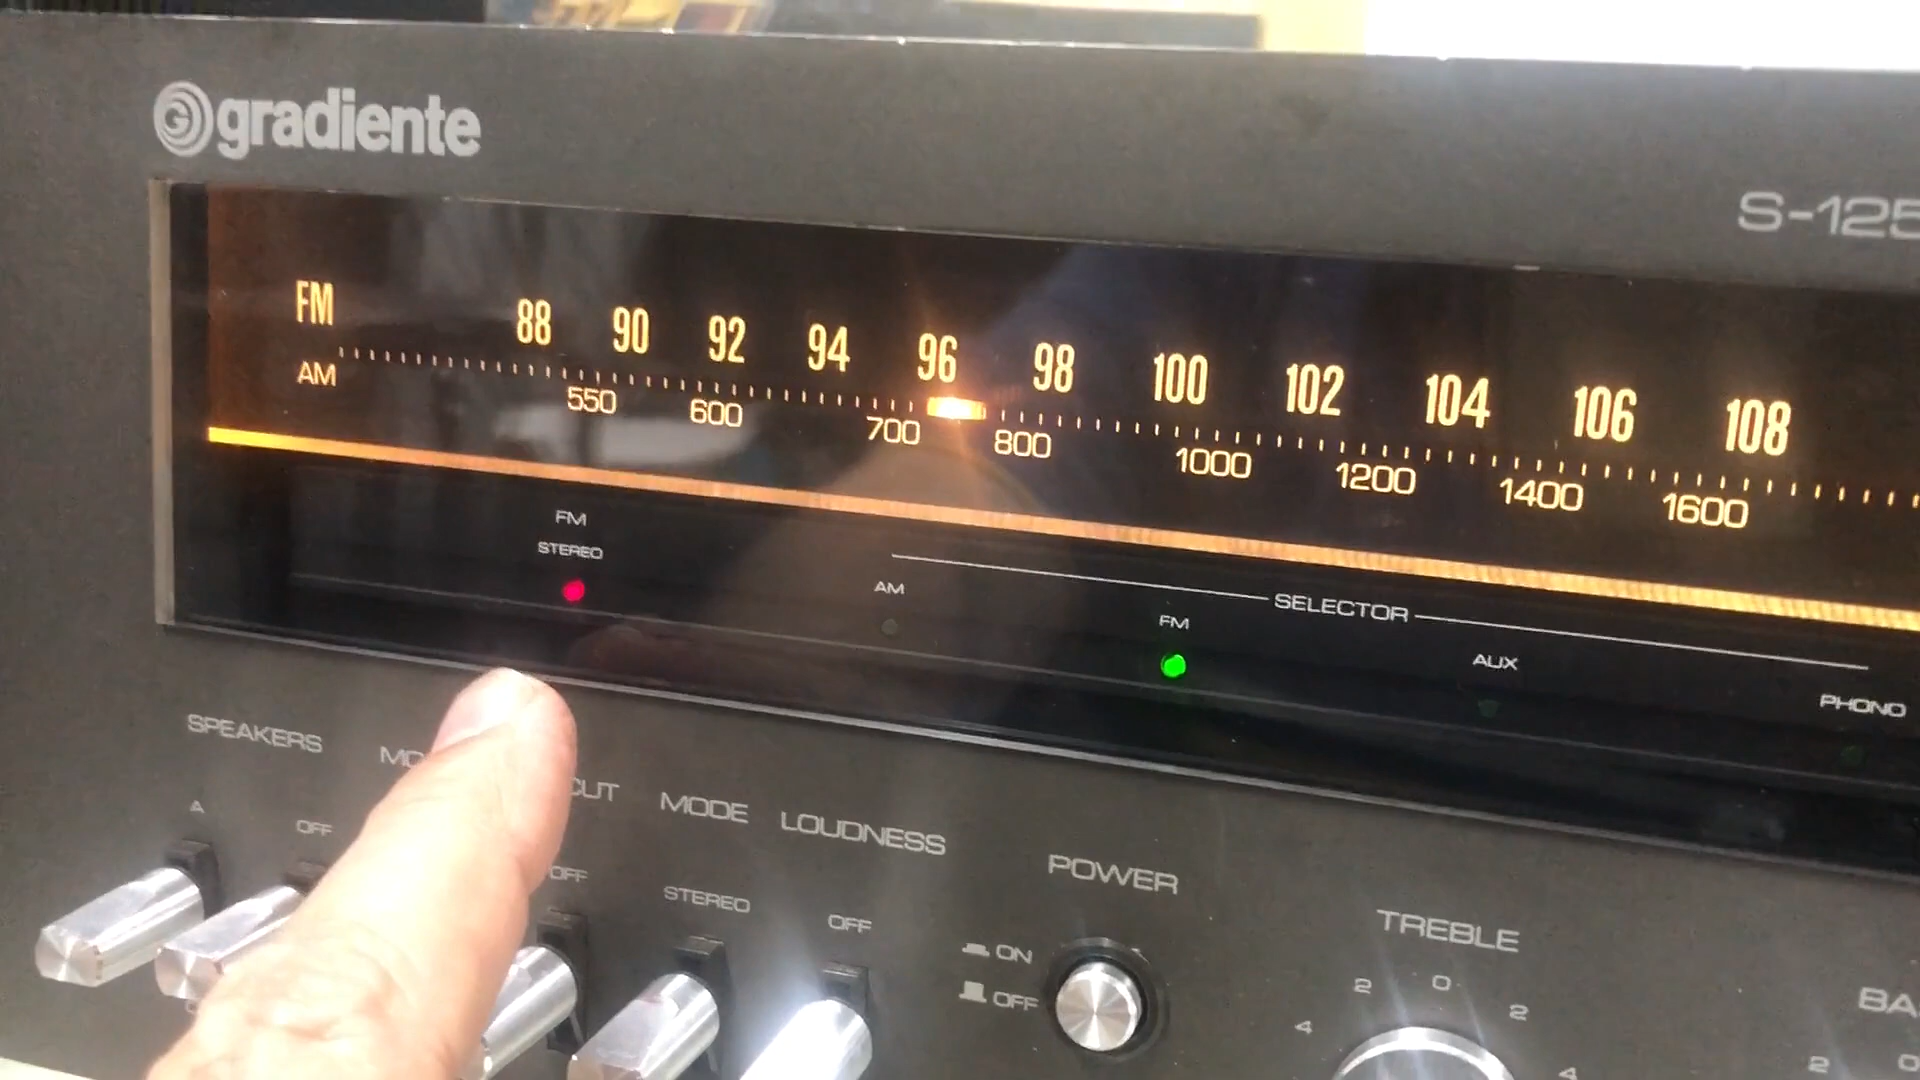 gradiente
S-125
FM 88 90 92 94 96 98 100 102 104 106 108
AM 550 600 700 800 1000 1200 1400 1600
FM
STEREO
SELECTOR
AM FM AUX PHONO
SPEAKERS MODE LOUDNESS
POWER
A OFF OFF STEREO OFF
ON
OFF
TREBLE
4 2 0 2 4
2 0